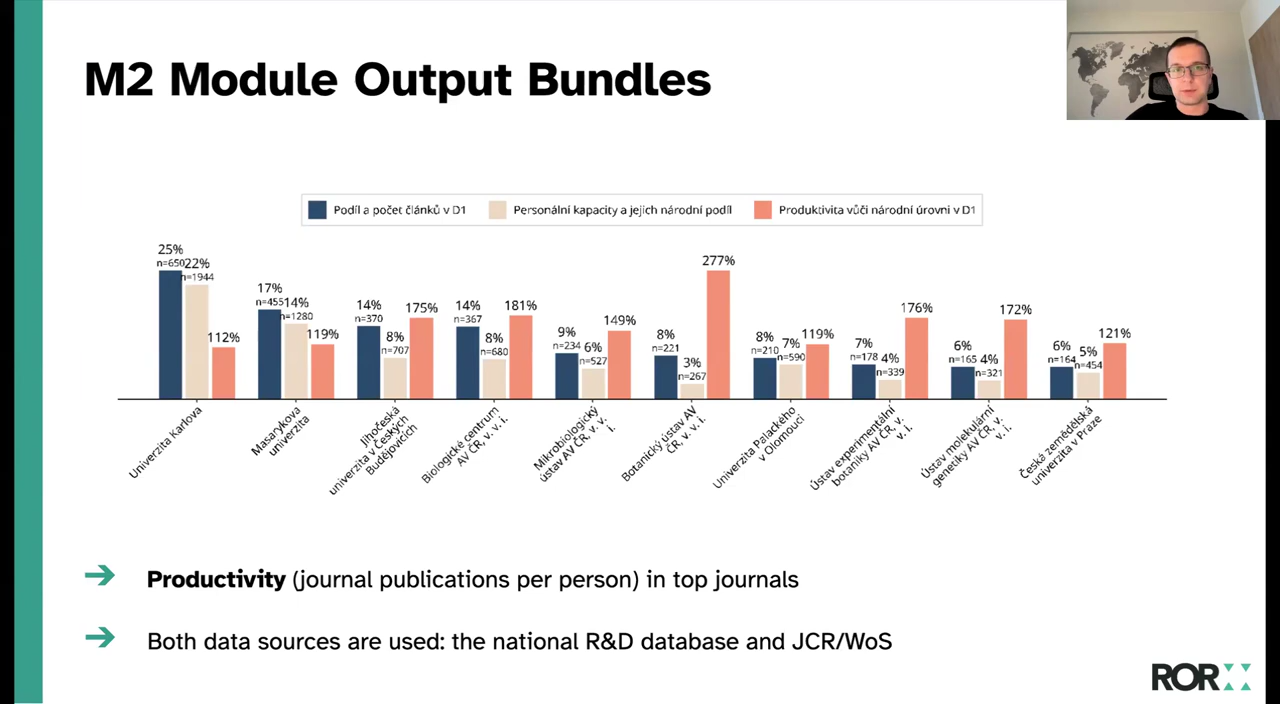 M2 Module Output Bundles
Podíl a počet článků v D1
Personální kapacity a jejich národní podíl
Produktivita vůči národní úrovni v D1
25%
n=650
22%
n=1944
112%
17%
n=455
14%
n=1280
119%
14%
n=370
8%
n=707
175%
14%
n=367
8%
n=680
181%
9%
n=234
6%
n=527
149%
8%
n=221
3%
n=267
277%
8%
n=210
7%
n=590
119%
7%
n=178
4%
n=339
176%
6%
n=165
4%
n=321
172%
6%
n=164
5%
n=454
121%
Univerzita Karlova
Masarykova
univerzita
Jihočeská
univerzita v Českých
Budějovicích
Biologické centrum
AV ČR, v. v. i.
Mikrobiologický
ústav AV ČR, v. v.
i.
Botanický ústav AV
ČR, v. v. i.
Univerzita Palackého
v Olomouci
Ústav experimentální
botaniky AV ČR, v.
v. i.
Ústav molekulární
genetiky AV ČR, v.
v. i.
Česká zemědělská
univerzita v Praze
Productivity (journal publications per person) in top journals
Both data sources are used: the national R&D database and JCR/WoS
ROR